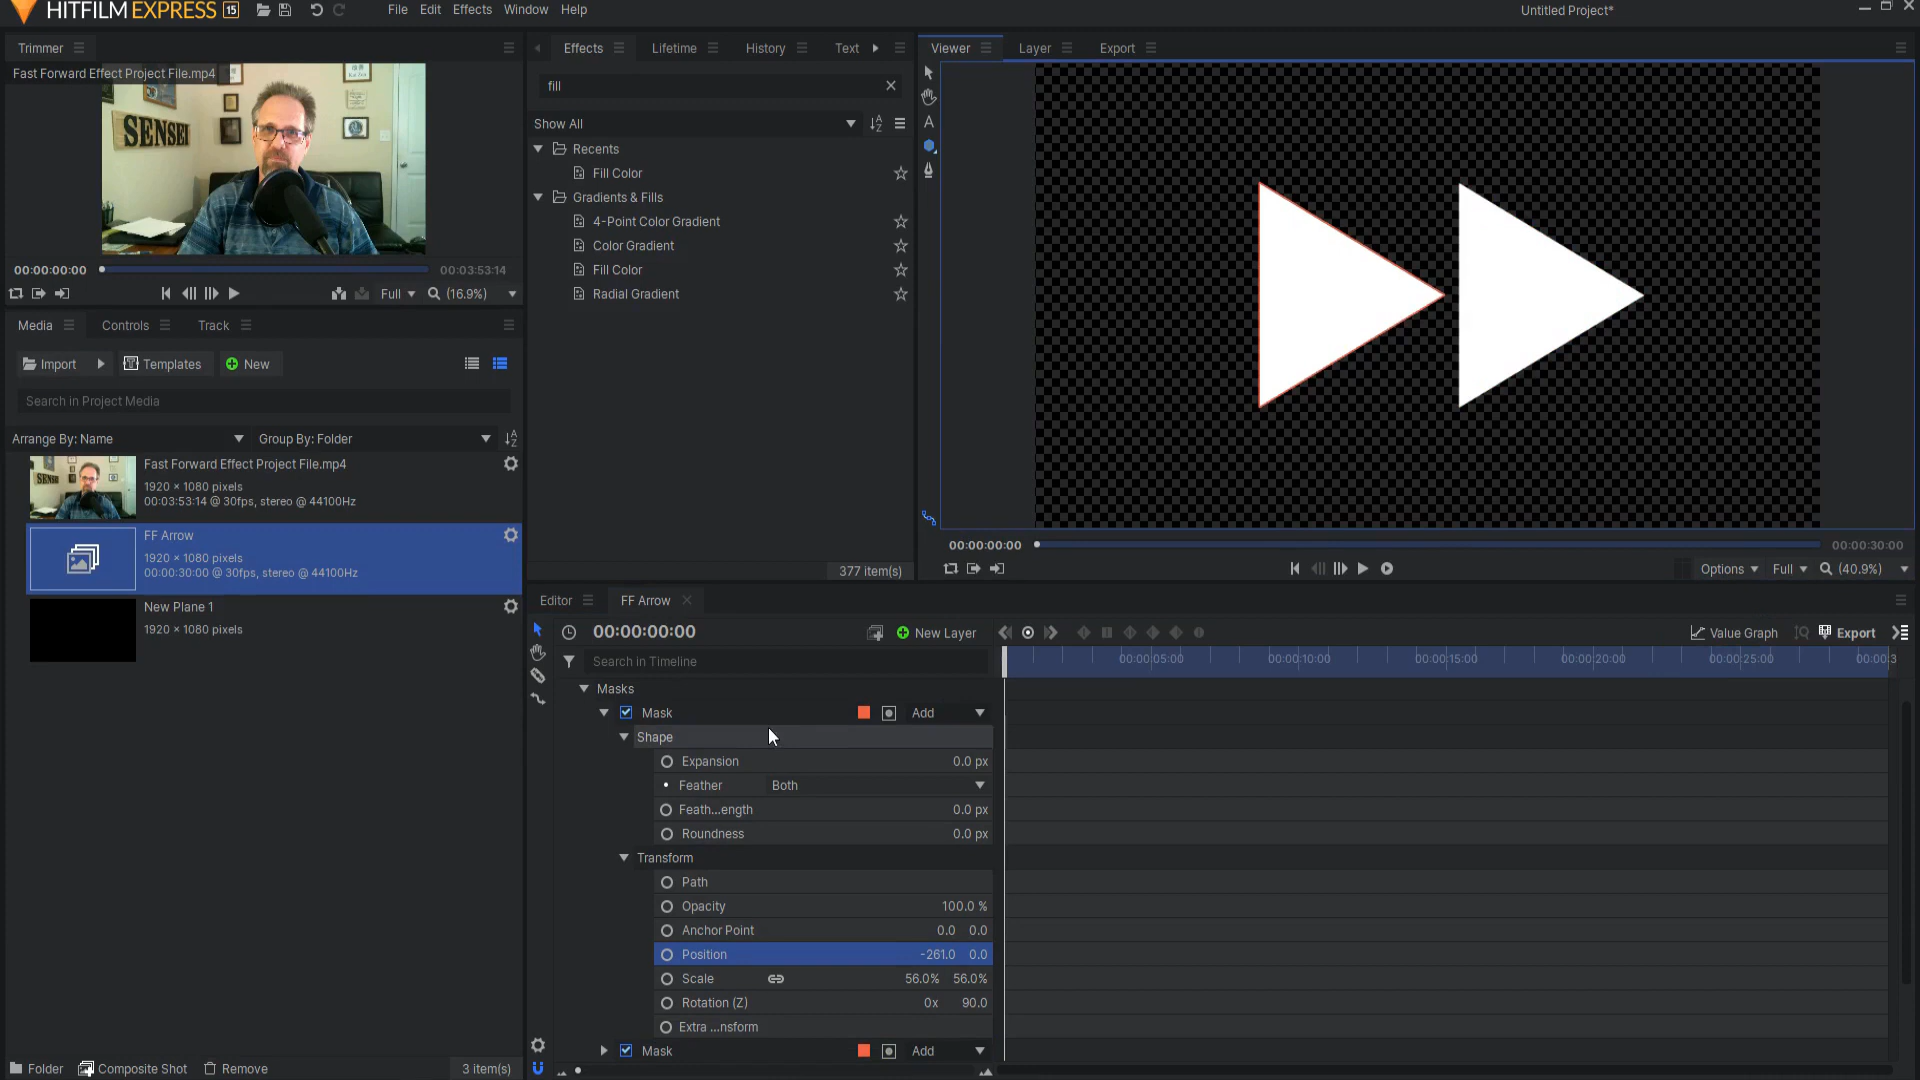 HITFILM EXPRESS 15
File Edit Effects Window Help
Untitled Project*
Trimmer
Fast Forward Effect Project File.mp4
SENSEI
00:00:00:00
00:03:53:14
Full
(16.9%)
Media Controls Track
Import
Templates
New
Search in Project Media
Arrange By: Name
Group By: Folder
Fast Forward Effect Project File.mp4
1920 × 1080 pixels
00:03:53:14 @ 30fps, stereo @ 44100Hz
FF Arrow
1920 × 1080 pixels
00:00:30:00 @ 30fps, stereo @ 44100Hz
New Plane 1
1920 × 1080 pixels
Folder
Composite Shot
Remove
3 item(s)
Effects Lifetime History Text
fill
Show All
Recents
Fill Color
Gradients & Fills
4-Point Color Gradient
Color Gradient
Fill Color
Radial Gradient
377 item(s)
Viewer Layer Export
00:00:00:00
00:00:30:00
Options
Full
(40.9%)
Editor FF Arrow
00:00:00:00
New Layer
Value Graph
Export
Search in Timeline
00:00:05:00 00:00:10:00 00:00:15:00 00:00:20:00 00:00:25:00 00:00:3
Masks
Mask Add
Shape
Expansion 0.0 px
Feather Both
Feath...ength 0.0 px
Roundness 0.0 px
Transform
Path
Opacity 100.0 %
Anchor Point 0.0 0.0
Position -261.0 0.0
Scale 56.0% 56.0%
Rotation (Z) 0x 90.0
Extra ...nsform
Mask Add